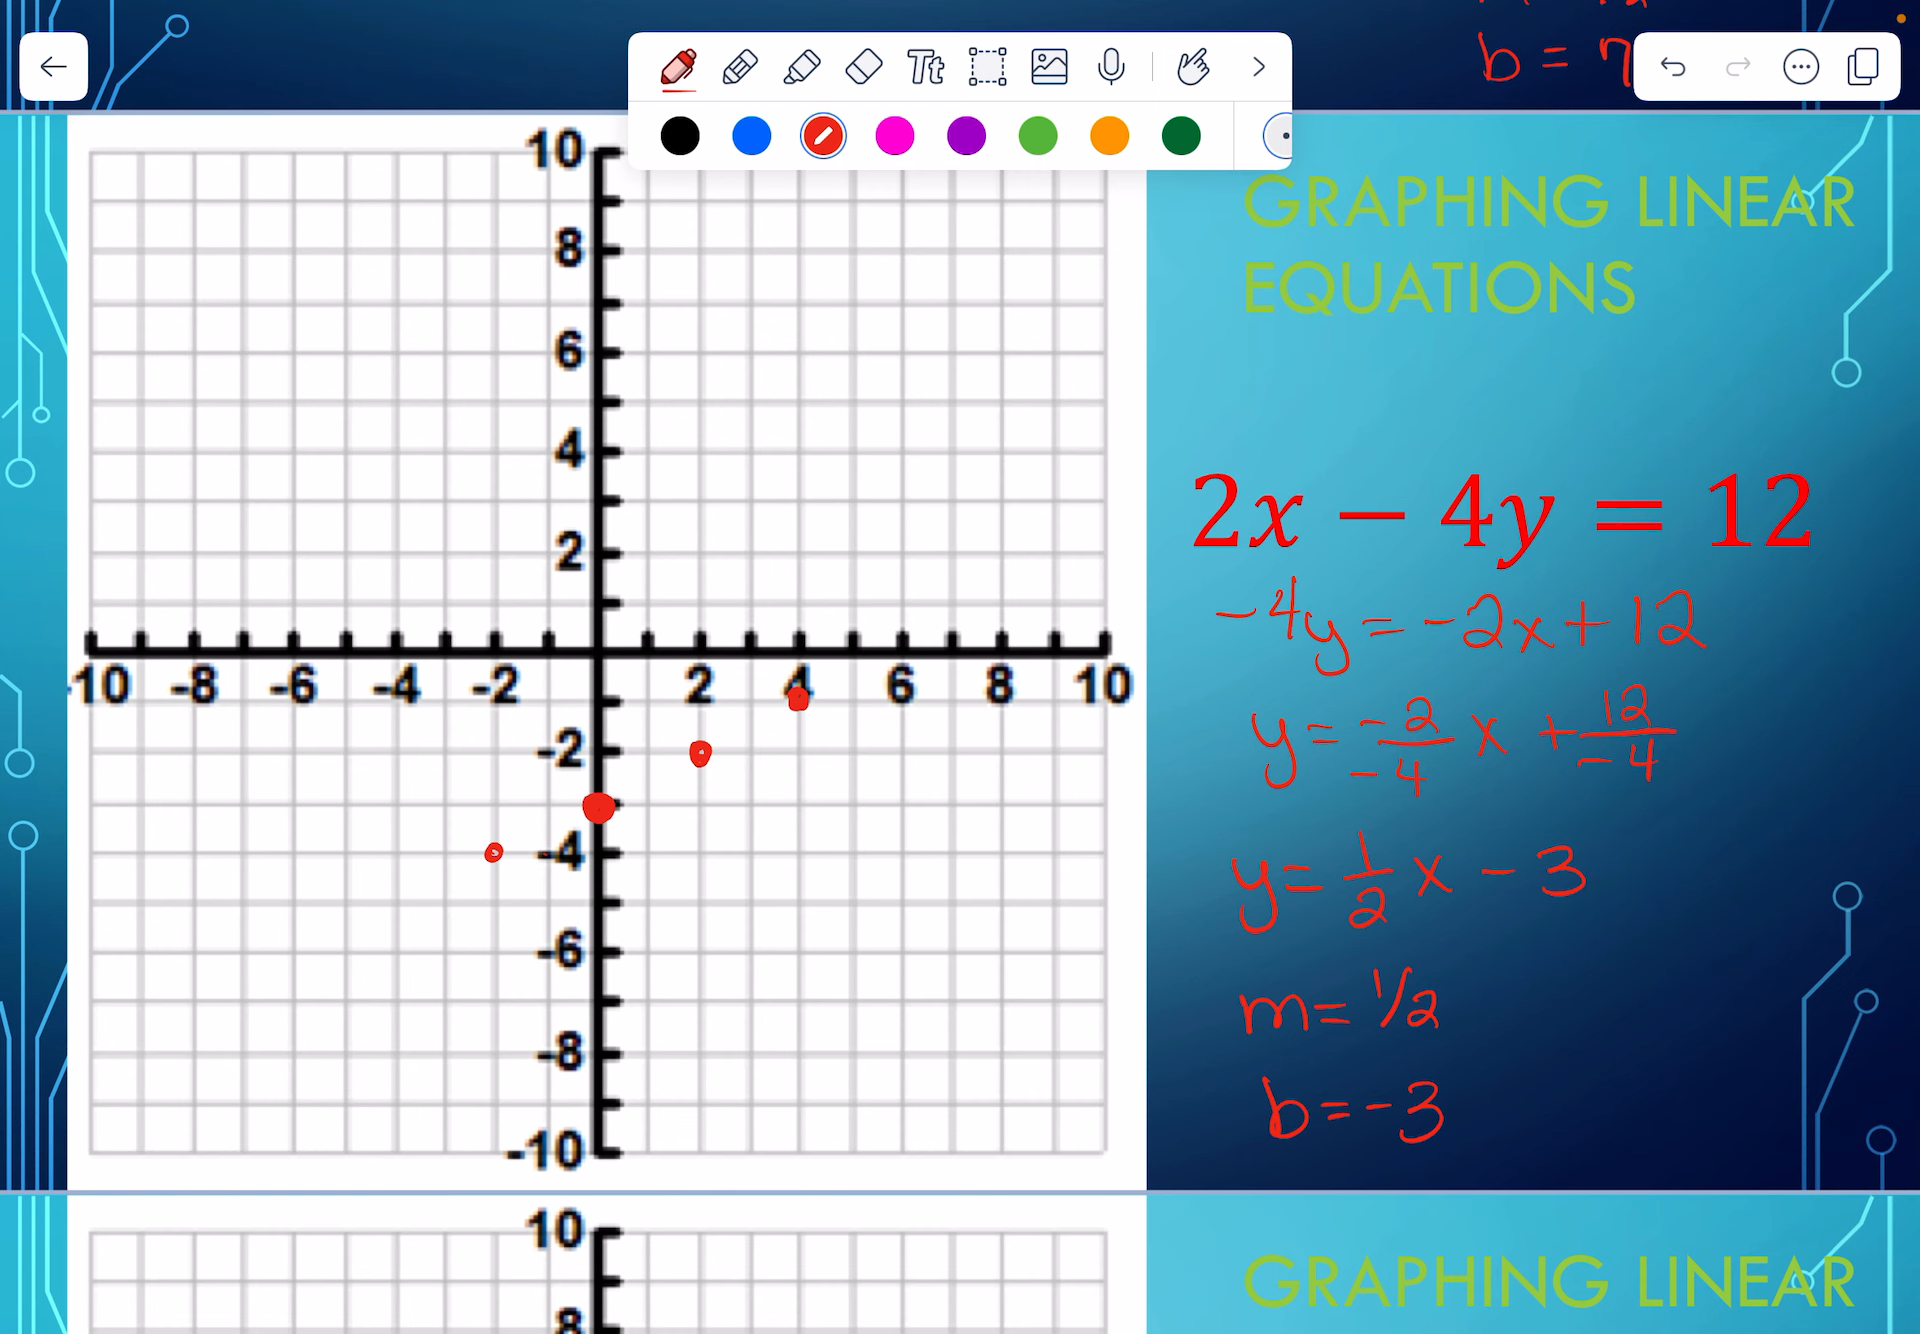 b = 7
Tt
GRAPHING LINEAR
EQUATIONS
2x − 4y = 12
-4y = -2x + 12
y = -2/-4 x + 12/-4
y = 1/2 x - 3
m = 1/2
b = -3
10
8
6
4
2
-10 -8 -6 -4 -2 2 4 6 8 10
-2
-4
-6
-8
-10
10
8
GRAPHING LINEAR